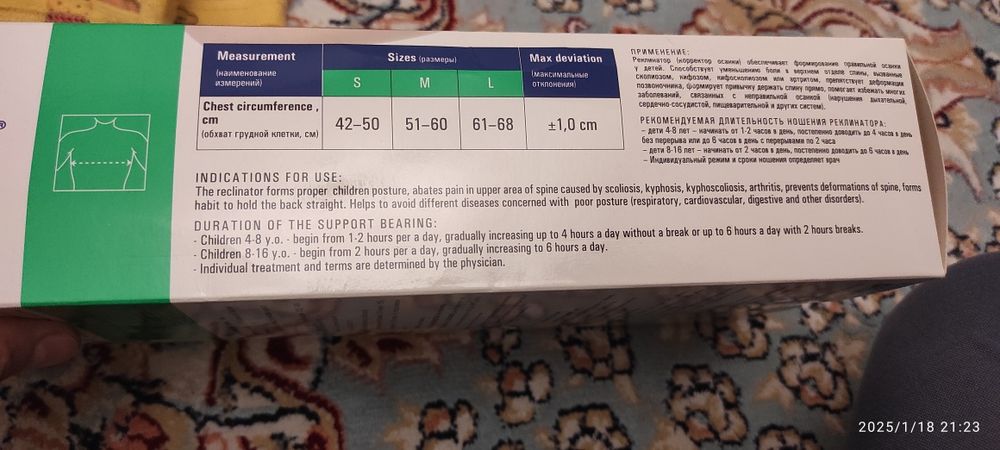 Measurement
(наименование
измерений)
Sizes (размеры)
Max deviation
(максимальные
отклонения)
S M L
Chest circumference ,
cm
(обхват грудной клетки, см)
42–50 51–60 61–68 ±1,0 cm
®
INDICATIONS FOR USE:
The reclinator forms proper children posture, abates pain in upper area of spine caused by scoliosis, kyphosis, kyphoscoliosis, arthritis, prevents deformations of spine, forms
habit to hold the back straight. Helps to avoid different diseases concerned with poor posture (respiratory, cardiovascular, digestive and other disorders).
DURATION OF THE SUPPORT BEARING:
- Children 4-8 y.o. - begin from 1-2 hours per a day, gradually increasing up to 4 hours a day without a break or up to 6 hours a day with 2 hours breaks.
- Children 8-16 y.o. - begin from 2 hours per a day, gradually increasing to 6 hours a day.
- Individual treatment and terms are determined by the physician.
ПРИМЕНЕНИЕ:
Реклинатор (корректор осанки) обеспечивает формирование правильной осанки
у детей. Способствует уменьшению боли в верхнем отделе спины, вызванные
сколиозом, кифозом, кифосколиозом или артритом, препятствует деформации
позвоночника, формирует привычку держать спину прямо, помогает избежать многих
заболеваний, связанных с неправильной осанкой (нарушения дыхательной,
сердечно-сосудистой, пищеварительной и других систем).
РЕКОМЕНДУЕМАЯ ДЛИТЕЛЬНОСТЬ НОШЕНИЯ РЕКЛИНАТОРА:
– дети 4-8 лет – начинать от 1-2 часов в день, постепенно доводить до 4 часов в день
без перерыва или до 6 часов в день с перерывами по 2 часа
– дети 8-16 лет – начинать от 2 часов в день, постепенно доводить до 6 часов в день
– Индивидуальный режим и сроки ношения определяет врач
2025/1/18 21:23